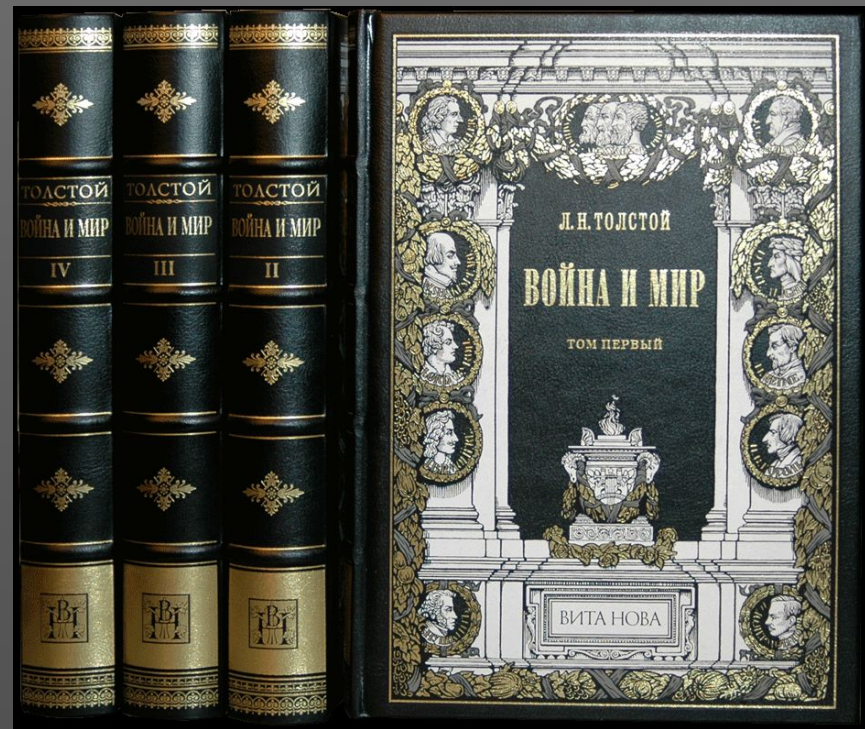 ТОЛСТОЙ
ВОЙНА И МИР
IV
ТОЛСТОЙ
ВОЙНА И МИР
III
ТОЛСТОЙ
ВОЙНА И МИР
II
Л.Н.ТОЛСТОЙ
ВОЙНА И МИР
ТОМ ПЕРВЫЙ
ВИТА НОВА